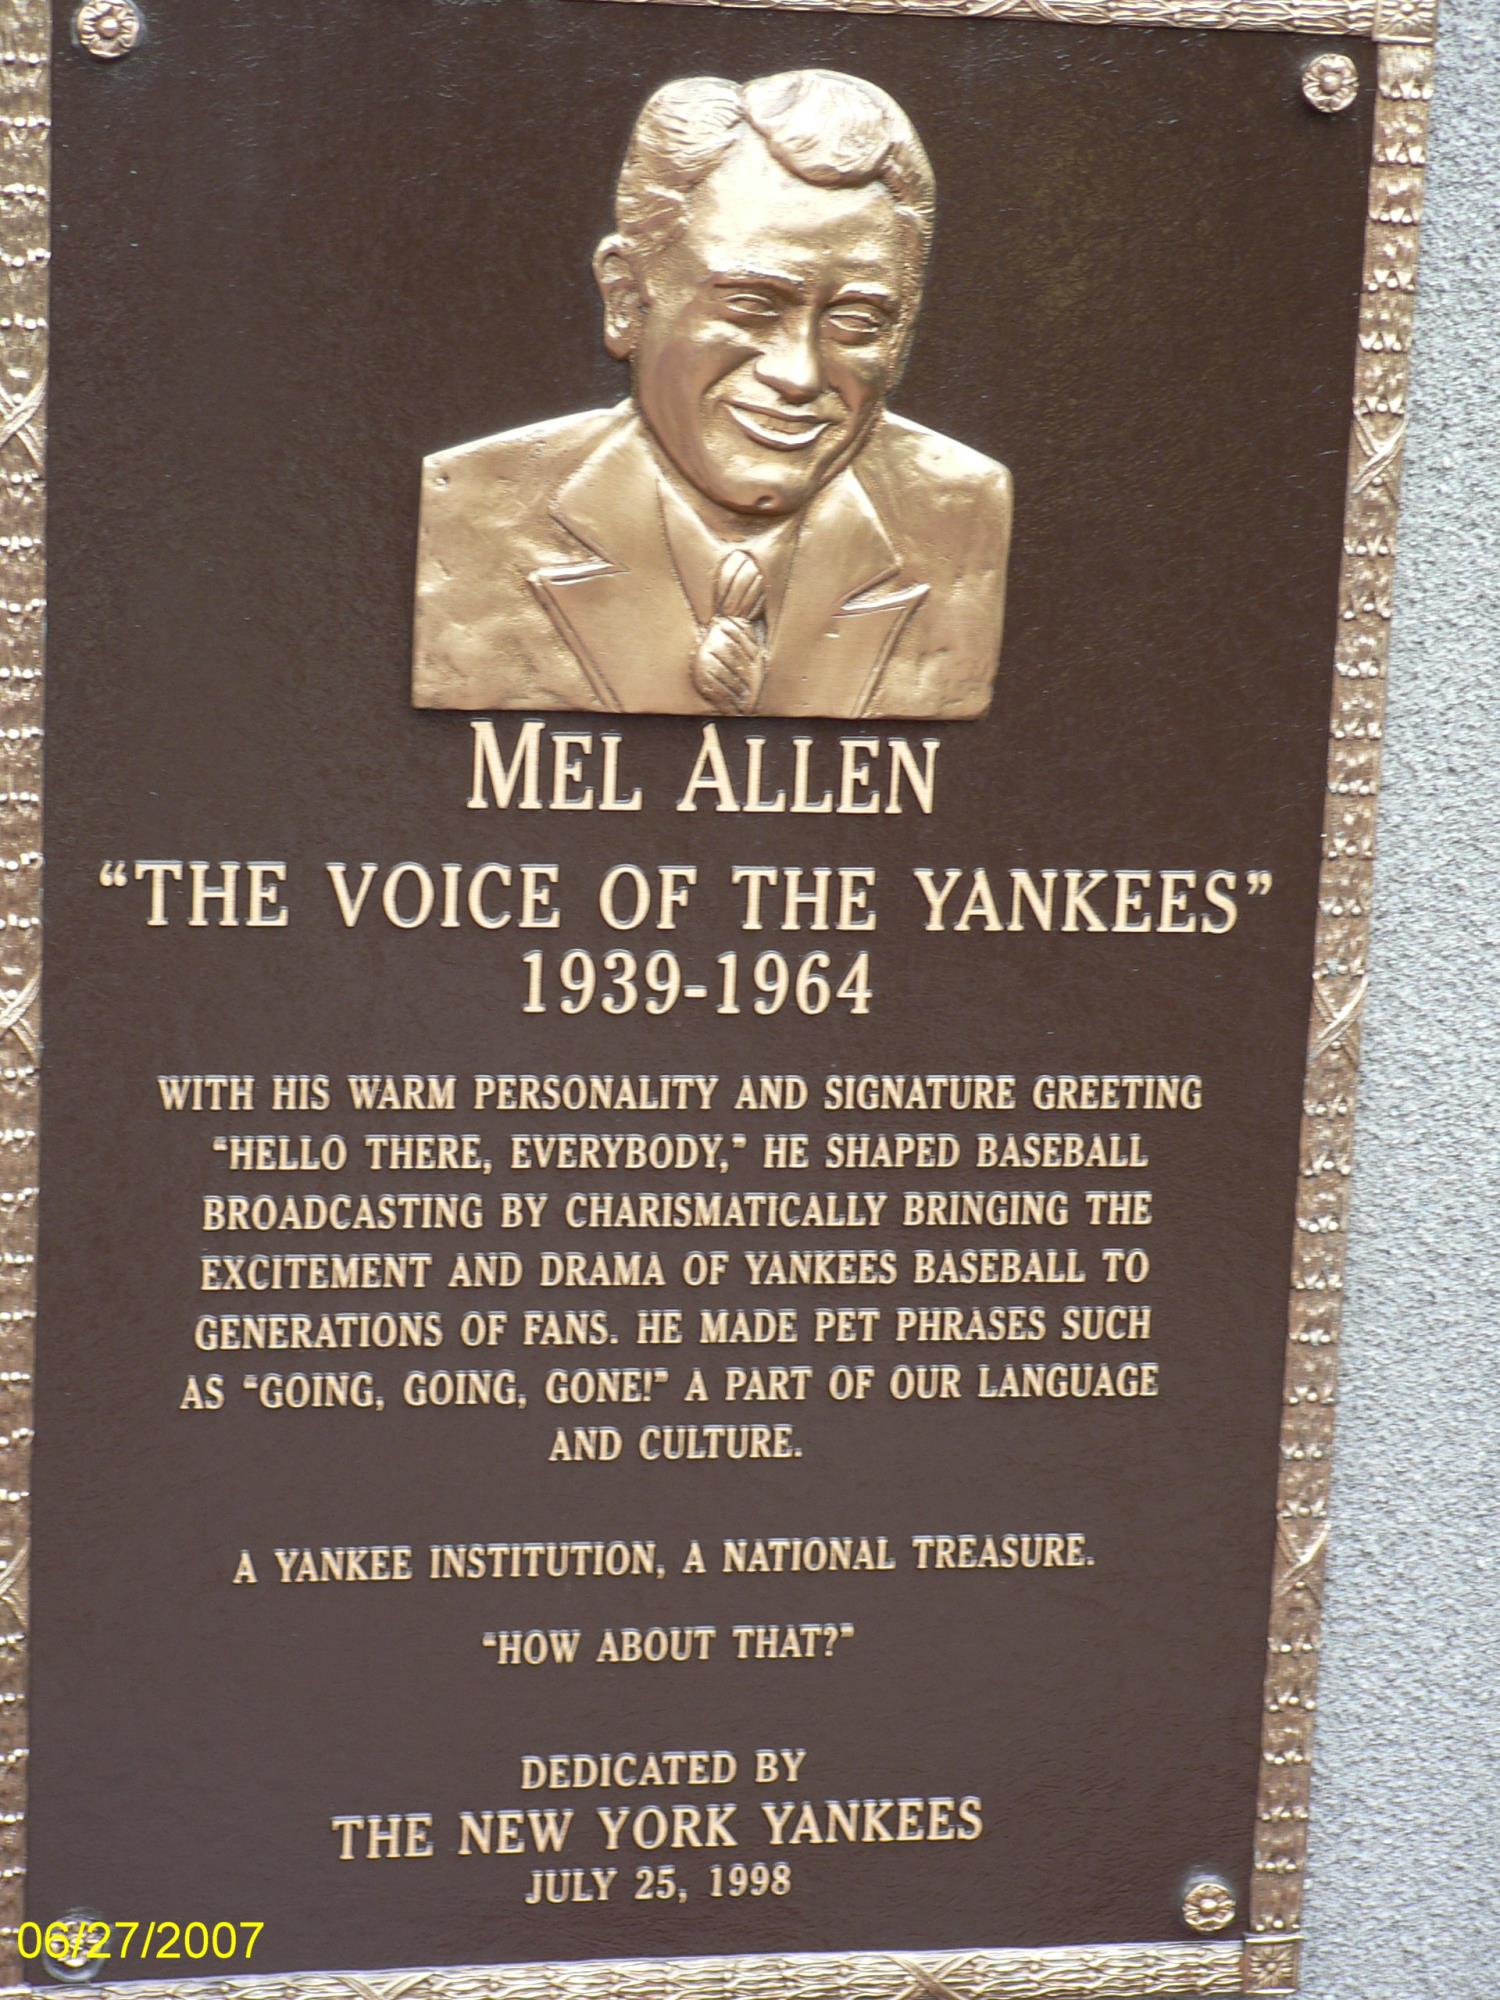 MEL ALLEN
“THE VOICE OF THE YANKEES”
1939-1964
WITH HIS WARM PERSONALITY AND SIGNATURE GREETING
“HELLO THERE, EVERYBODY,” HE SHAPED BASEBALL
BROADCASTING BY CHARISMATICALLY BRINGING THE
EXCITEMENT AND DRAMA OF YANKEES BASEBALL TO
GENERATIONS OF FANS. HE MADE PET PHRASES SUCH
AS “GOING, GOING, GONE!” A PART OF OUR LANGUAGE
AND CULTURE.
A YANKEE INSTITUTION, A NATIONAL TREASURE.
“HOW ABOUT THAT?”
DEDICATED BY
THE NEW YORK YANKEES
JULY 25, 1998
06/27/2007